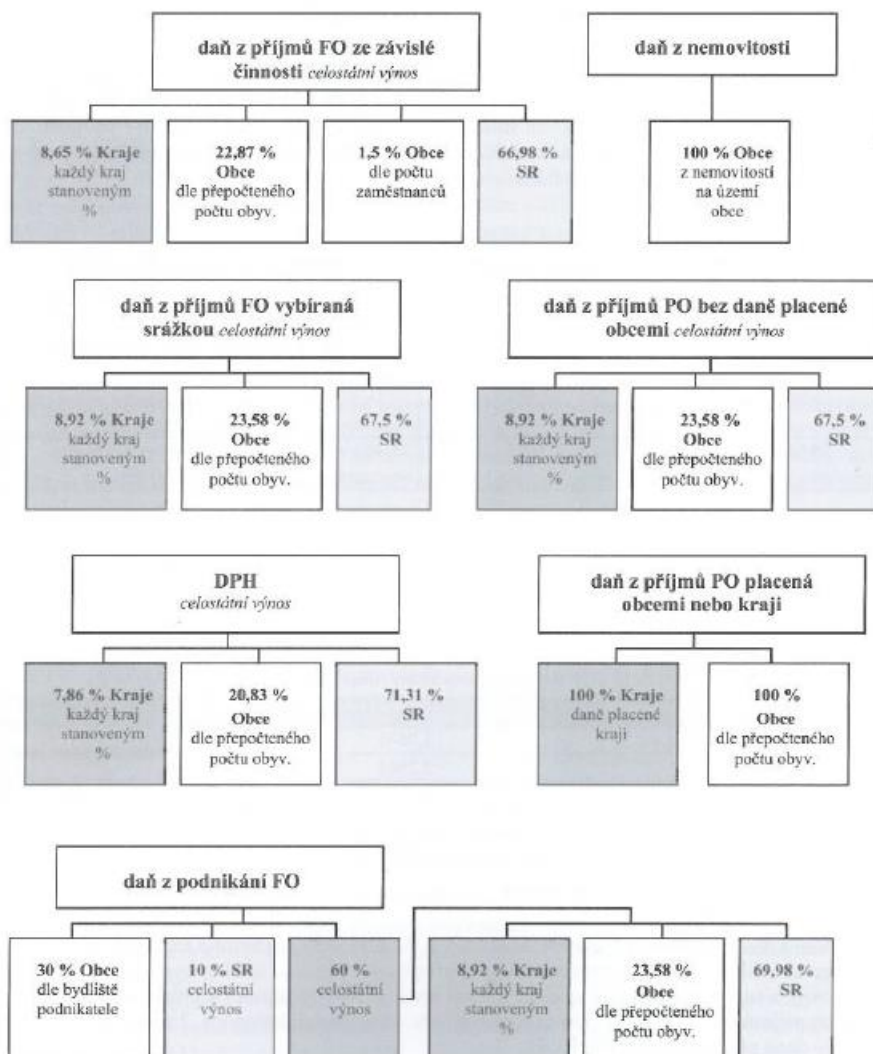 daň z příjmů FO ze závislé
činnosti celostátní výnos
8,65 % Kraje
každý kraj
stanoveným
%
22,87 %
Obce
dle přepočteného
počtu obyv.
1,5 % Obce
dle počtu
zaměstnanců
66,98 %
SR
daň z nemovitosti
100 % Obce
z nemovitostí
na území
obce
daň z příjmů FO vybíraná
srážkou celostátní výnos
8,92 % Kraje
každý kraj
stanoveným
%
23,58 %
Obce
dle přepočteného
počtu obyv.
67,5 %
SR
daň z příjmů PO bez daně placené
obcemi celostátní výnos
8,92 % Kraje
každý kraj
stanoveným
%
23,58 %
Obce
dle přepočteného
počtu obyv.
67,5 %
SR
DPH
celostátní výnos
7,86 % Kraje
každý kraj
stanoveným
%
20,83 %
Obce
dle přepočteného
počtu obyv.
71,31 %
SR
daň z příjmů PO placená
obcemi nebo kraji
100 % Kraje
daně placené
kraji
100 %
Obce
dle přepočteného
počtu obyv.
daň z podnikání FO
30 % Obce
dle bydliště
podnikatele
10 % SR
celostátní
výnos
60 %
celostátní
výnos
8,92 % Kraje
každý kraj
stanoveným
%
23,58 %
Obce
dle přepočteného
počtu obyv.
69,98 %
SR